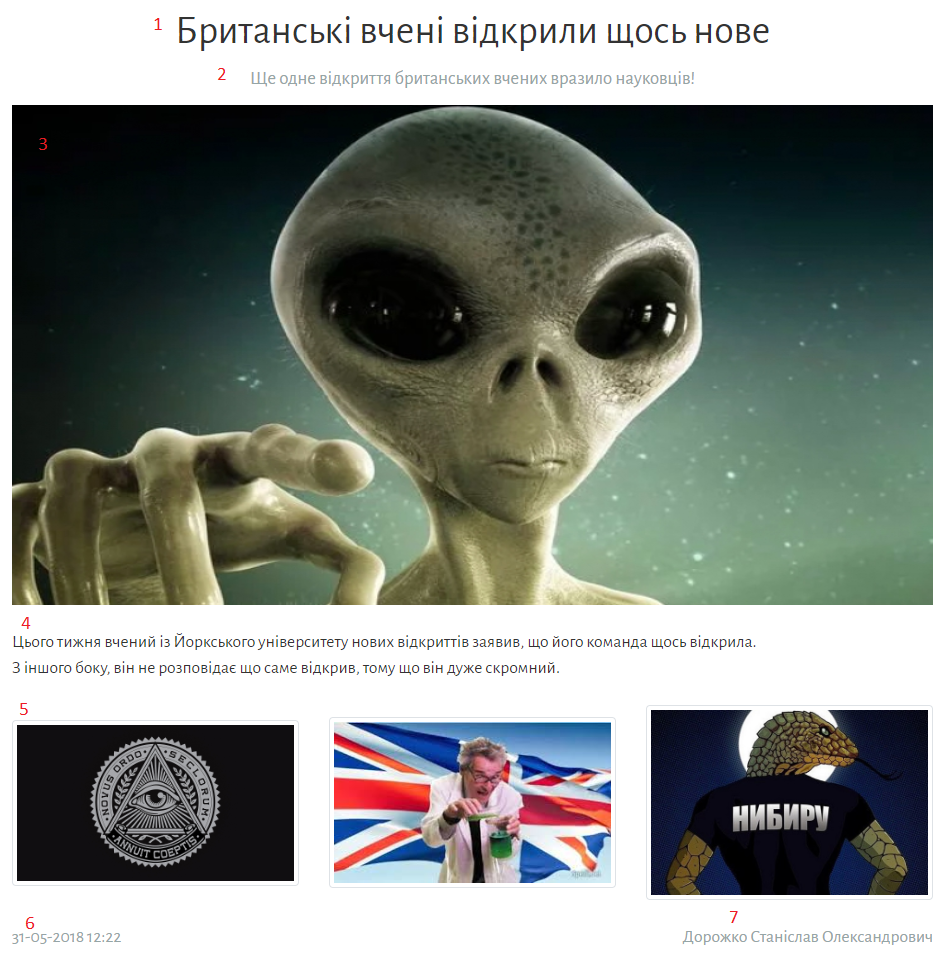 1 Британські вчені відкрили щось нове
2 Ще одне відкриття британських вчених вразило науковців!
3
4
Цього тижня вчений із Йоркського університету нових відкриттів заявив, що його команда щось відкрила.
З іншого боку, він не розповідає що саме відкрив, тому що він дуже скромний.
5
NOVUS ORDO SECLORUM
ANNUIT COEPTIS
НИБИРУ
6
31-05-2018 12:22
7
Дорожко Станіслав Олександрович